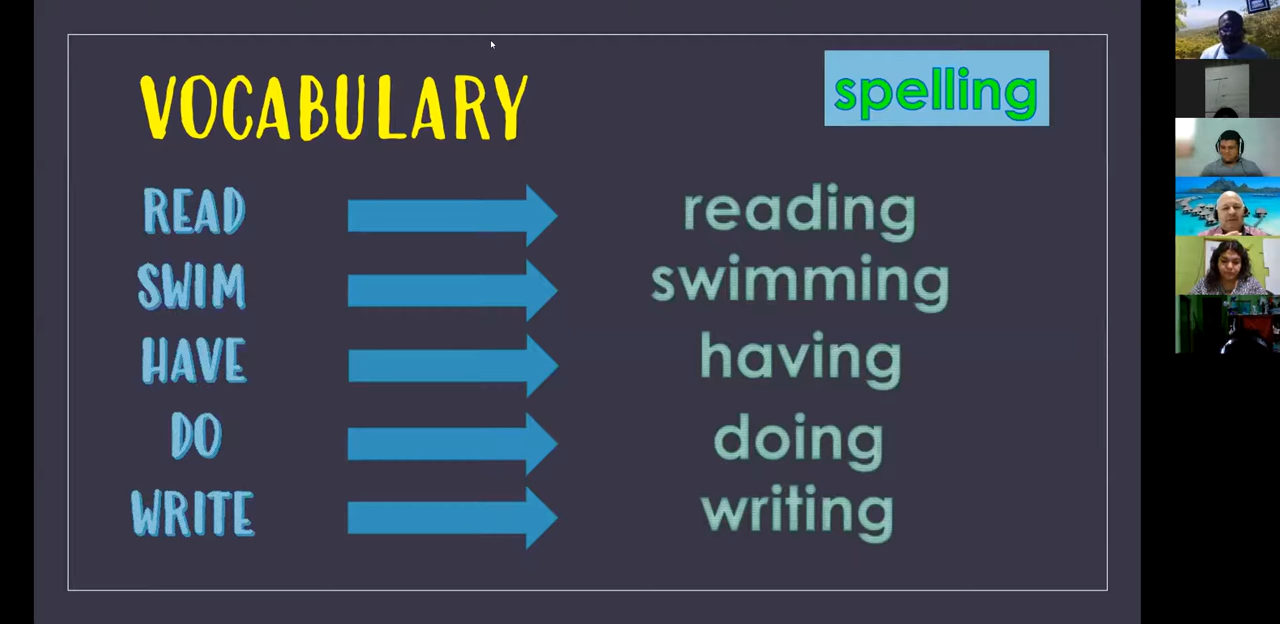 VOCABULARY
spelling
READ reading
SWIM swimming
HAVE having
DO doing
WRITE writing